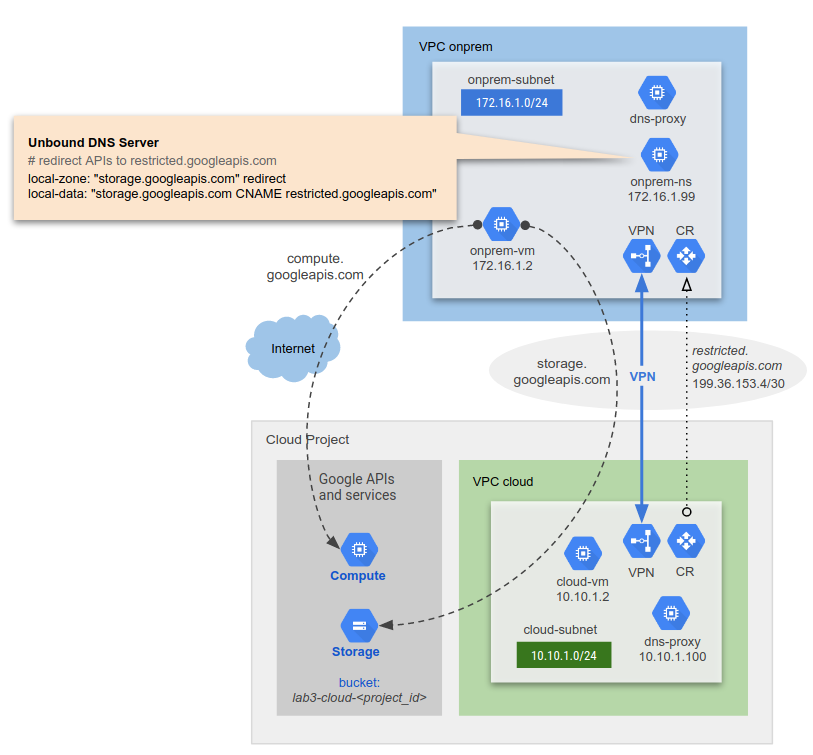 VPC onprem
onprem-subnet
172.16.1.0/24
dns-proxy
Unbound DNS Server
# redirect APIs to restricted.googleapis.com
local-zone: "storage.googleapis.com" redirect
local-data: "storage.googleapis.com CNAME restricted.googleapis.com"
onprem-ns
172.16.1.99
onprem-vm
172.16.1.2
VPN
CR
compute.
googleapis.com
Internet
storage.
googleapis.com
VPN
restricted.
googleapis.com
199.36.153.4/30
Cloud Project
Google APIs
and services
Compute
Storage
bucket:
lab3-cloud-<project_id>
VPC cloud
cloud-vm
10.10.1.2
VPN
CR
cloud-subnet
10.10.1.0/24
dns-proxy
10.10.1.100